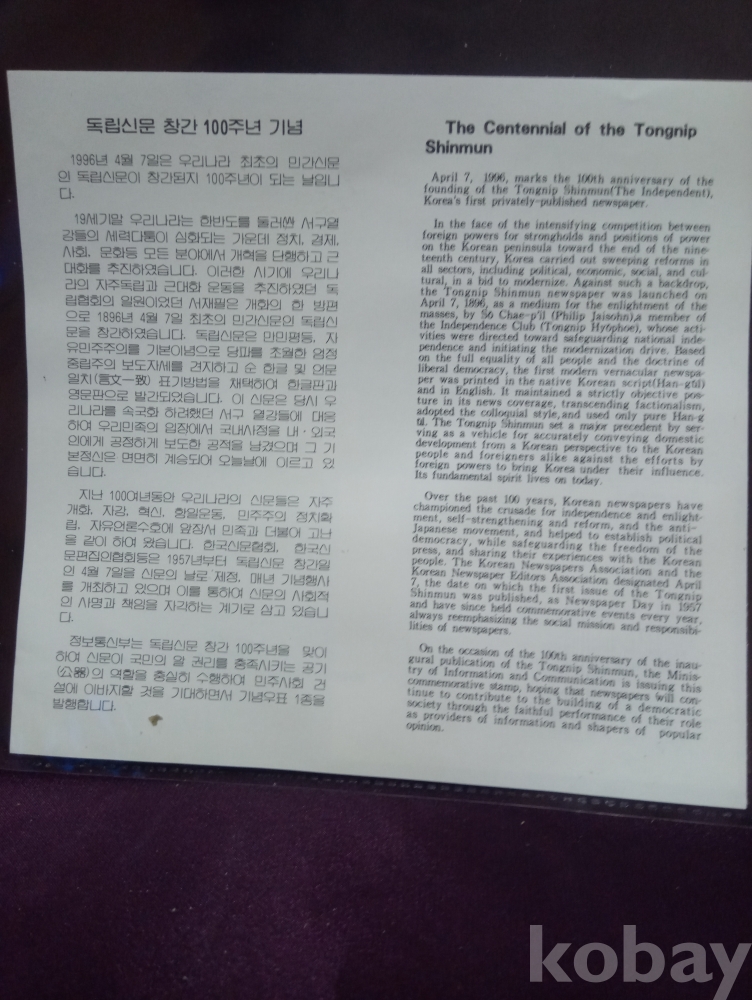 독립신문 창간 100주년 기념
1996년 4월 7일은 우리나라 최초의 민간신문
인 독립신문이 창간된지 100주년이 되는 날입니
다.
19세기말 우리나라는 한반도를 둘러싼 서구열
강들의 세력다툼이 심화되는 가운데 정치, 경제,
사회, 문화등 모든 분야에서 개혁을 단행하고 근
대화를 추진하였습니다. 이러한 시기에 우리나
라의 자주독립과 근대화 운동을 추진하였던 독
립협회의 일원이었던 서재필은 개화의 한 방편
으로 1896년 4월 7일 최초의 민간신문인 독립신
문을 창간하였습니다. 독립신문은 만인평등, 자
유민주주의를 기본이념으로 당파를 초월한 엄정
중립주의 보도자세를 견지하고 순 한글 및 언문
일치(言文一致) 표기방법을 채택하여 한글판과
영문판으로 발간되었습니다. 이 신문은 당시 우
리나라를 속국화 하려했던 서구 열강들에 대응
하여 우리민족의 입장에서 국내사정을 내·외국
인에게 공정하게 보도한 공적을 남겼으며 그 기
본정신은 면면히 계승되어 오늘날에 이르고 있
습니다.
지난 100여년동안 우리나라의 신문들은 자주
개화, 자강, 혁신, 항일운동, 민주주의 정치확
립, 자유언론수호에 앞장서 민족과 더불어 고난
을 같이 하여 왔습니다. 한국신문협회, 한국신
문편집인협회등은 1957년부터 독립신문 창간일
인 4월 7일을 신문의 날로 제정, 매년 기념행사
를 개최하고 있으며 이를 통하여 신문의 사회적
인 사명과 책임을 자각하는 계기로 삼고 있습니
다.
정보통신부는 독립신문 창간 100주년을 맞이
하여 신문이 국민의 알 권리를 충족시키는 공기
(公器)의 역할을 충실히 수행하여 민주사회 건
설에 이바지할 것을 기대하면서 기념우표 1종을
발행합니다.
The Centennial of the Tongnip
Shinmun
April 7, 1996, marks the 100th anniversary of the
founding of the Tongnip Shinmun(The Independent),
Korea's first privately-published newspaper.
In the face of the intensifying competition between
foreign powers for strongholds and positions of power
on the Korean peninsula toward the end of the nine-
teenth century, Korea carried out sweeping reforms in
all sectors, including political, economic, social, and cul-
tural, in a bid to modernize. Against such a backdrop,
the Tongnip Shinmun newspaper was launched on
April 7, 1896, as a medium for the enlightment of the
masses, by Sŏ Chae-p'il (Philip Jaisohn),a member of
the Independence Club (Tongnip Hyŏphoe), whose acti-
vities were directed toward safeguarding national inde-
pendence and initiating the modernization drive. Based
on the full equality of all people and the doctrine of
liberal democracy, the first modern vernacular newspa-
per was printed in the native Korean script(Han-gŭl)
and in English. It maintained a strictly objective pos-
ture in its news coverage, transcending factionalism,
adopted the colloquial style,and used only pure Han-g
ŭl. The Tongnip Shinmun set a major precedent by ser-
ving as a vehicle for accurately conveying domestic
development from a Korean perspective to the Korean
people and foreigners alike against the efforts by
foreign powers to bring Korea under their influence.
Its fundamental spirit lives on today.
Over the past 100 years, Korean newspapers have
championed the crusade for independence and enlight-
ment, self-strengthening and reform, and the anti-
Japanese movement, and helped to establish political
democracy, while safeguarding the freedom of the
press, and sharing their experiences with the Korean
people. The Korean Newspapers Association and the
Korean Newspaper Editors Association designated April
7, the date on which the first issue of the Tongnip
Shinmun was published, as Newspaper Day in 1957
and have since held commemorative events every year,
always reemphasizing the social mission and responsibi-
lities of newspapers.
On the occasion of the 100th anniversary of the inau-
gural publication of the Tongnip Shinmun, the Minis-
try of Information and Communication is issuing this
commemorative stamp, hoping that newspapers will con-
tinue to contribute to the building of a democratic
society through the faithful performance of their role
as providers of information and shapers of popular
opinion.
kobay